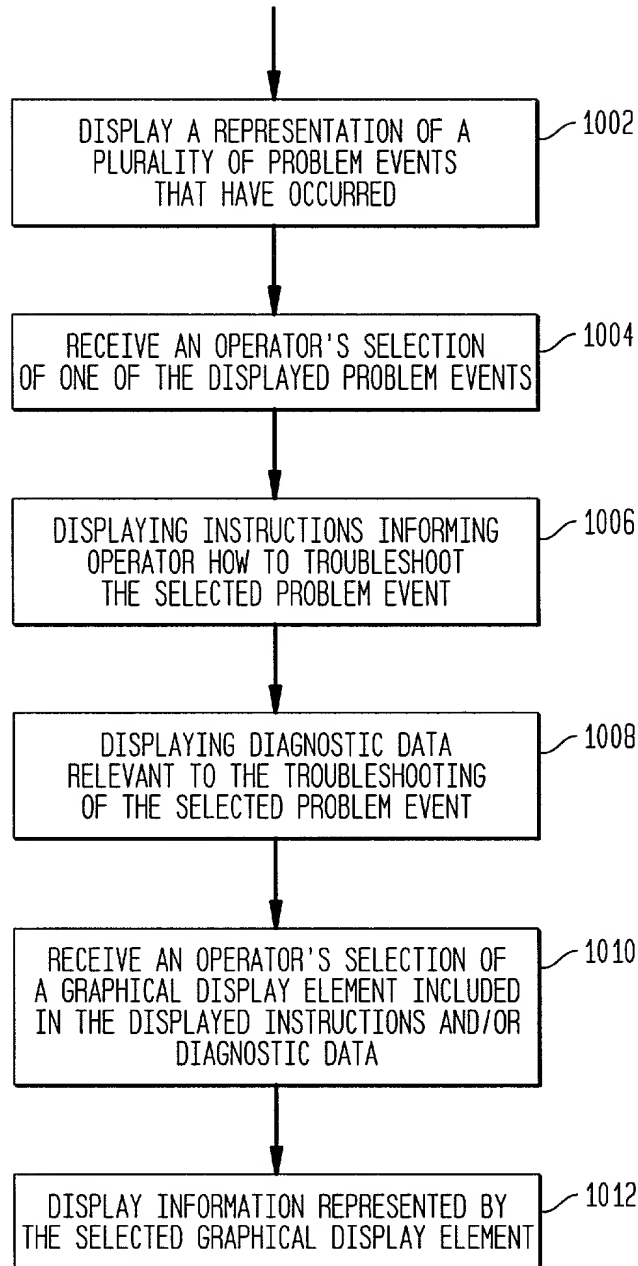 DISPLAY A REPRESENTATION OF A
PLURALITY OF PROBLEM EVENTS
THAT HAVE OCCURRED
1002
RECEIVE AN OPERATOR'S SELECTION
OF ONE OF THE DISPLAYED PROBLEM EVENTS
1004
DISPLAYING INSTRUCTIONS INFORMING
OPERATOR HOW TO TROUBLESHOOT
THE SELECTED PROBLEM EVENT
1006
DISPLAYING DIAGNOSTIC DATA
RELEVANT TO THE TROUBLESHOOTING
OF THE SELECTED PROBLEM EVENT
1008
RECEIVE AN OPERATOR'S SELECTION OF
A GRAPHICAL DISPLAY ELEMENT INCLUDED
IN THE DISPLAYED INSTRUCTIONS AND/OR
DIAGNOSTIC DATA
1010
DISPLAY INFORMATION REPRESENTED BY
THE SELECTED GRAPHICAL DISPLAY ELEMENT
1012